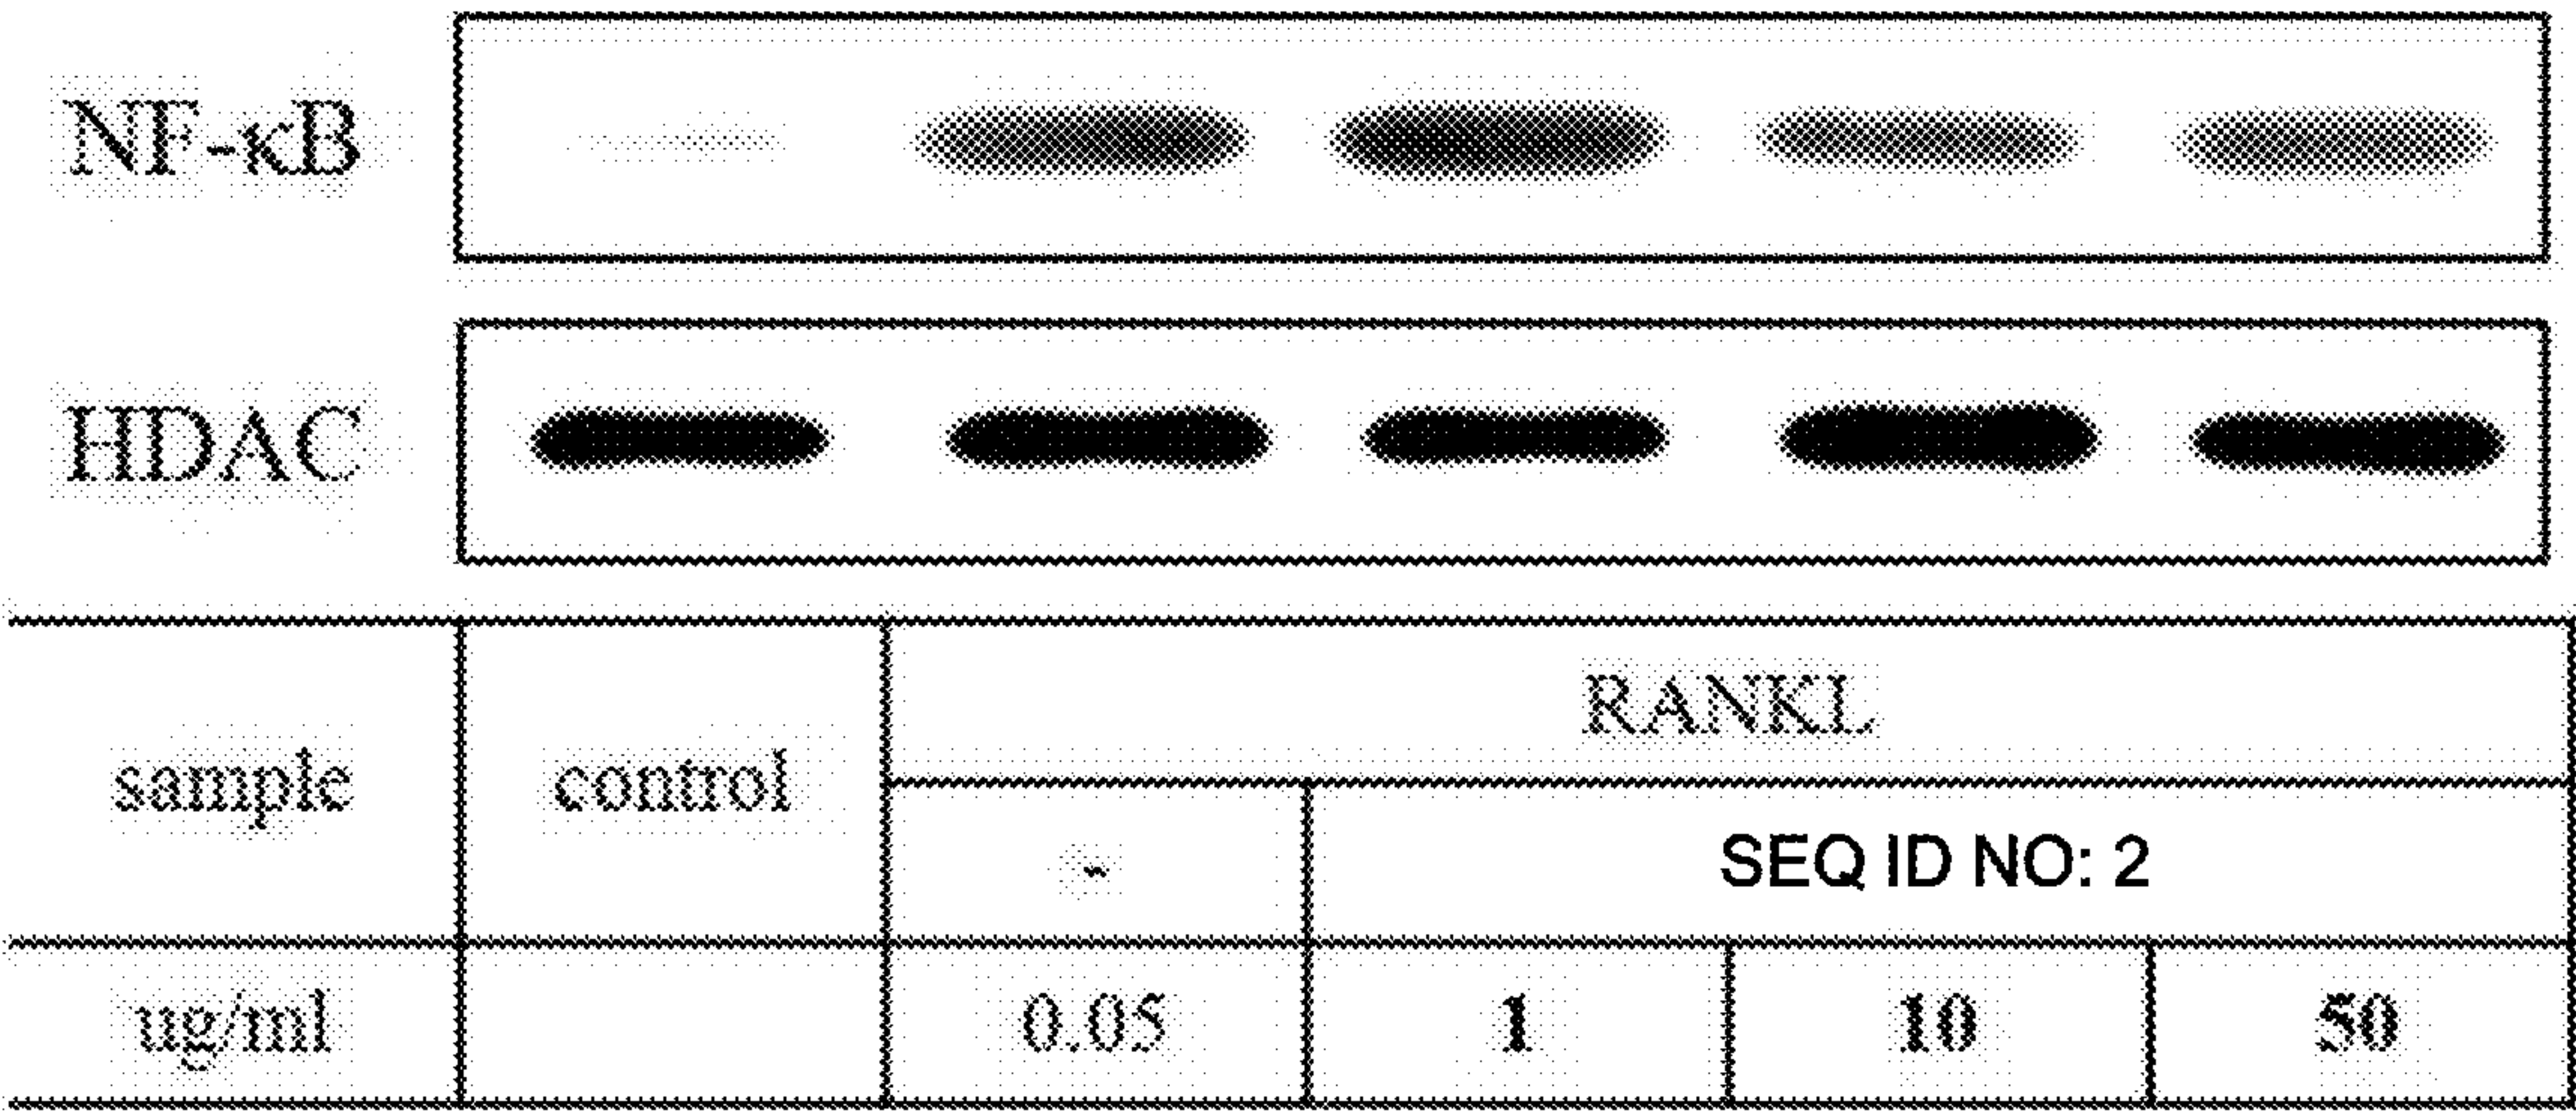 NF-κB
HDAC
RANKL
sample control
- SEQ ID NO: 2
ug/ml 0.05 1 10 50